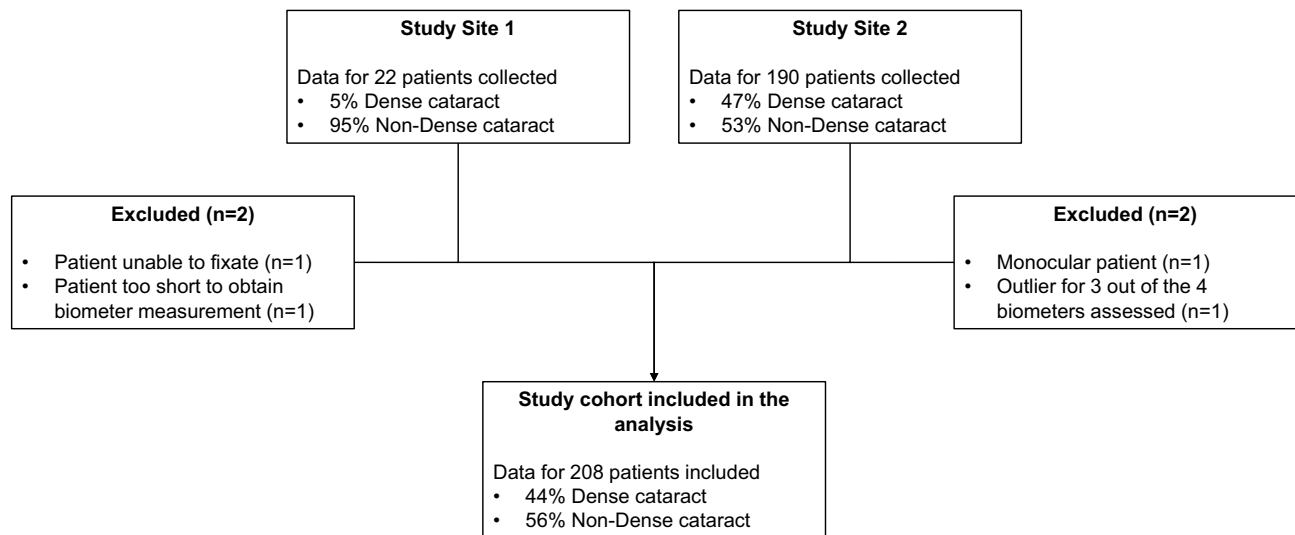 Study Site 1
Data for 22 patients collected
• 5% Dense cataract
• 95% Non-Dense cataract
Study Site 2
Data for 190 patients collected
• 47% Dense cataract
• 53% Non-Dense cataract
Excluded (n=2)
• Patient unable to fixate (n=1)
• Patient too short to obtain
biometer measurement (n=1)
Excluded (n=2)
• Monocular patient (n=1)
• Outlier for 3 out of the 4
biometers assessed (n=1)
Study cohort included in the
analysis
Data for 208 patients included
• 44% Dense cataract
• 56% Non-Dense cataract